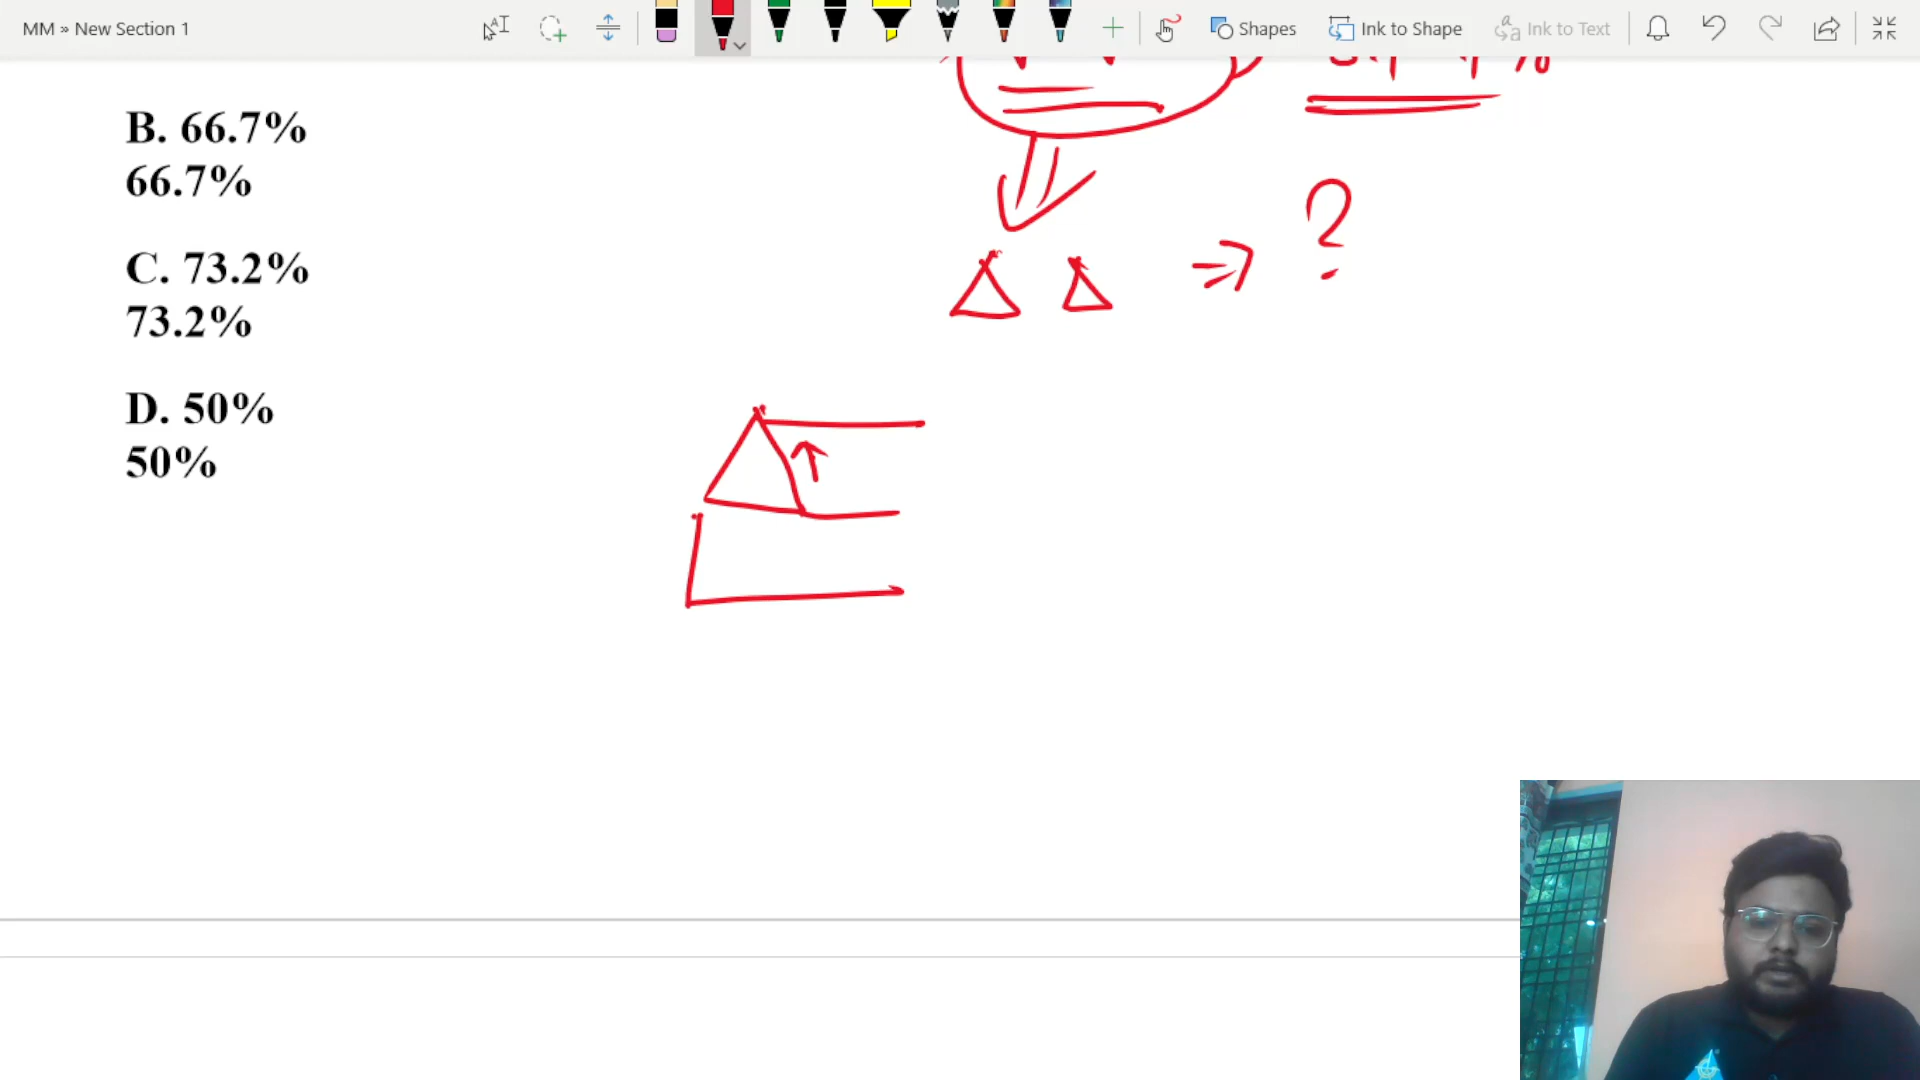 MM » New Section 1
Shapes
Ink to Shape
Ink to Text
B. 66.7%
66.7%
?
C. 73.2%
73.2%
D. 50%
50%